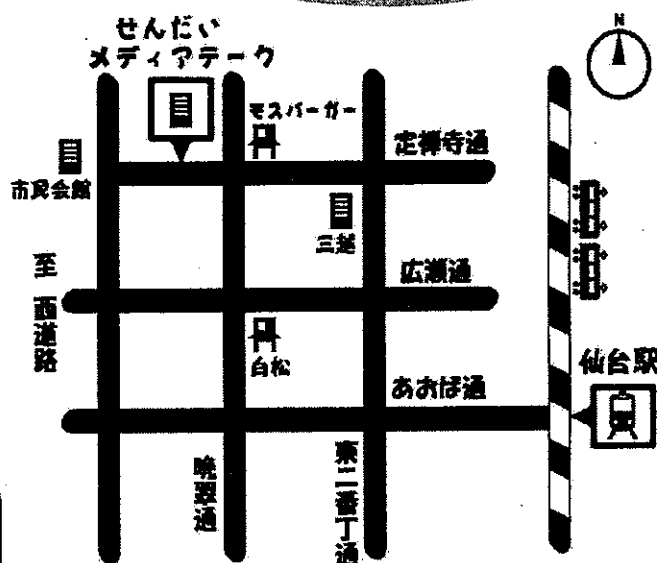 せんだい
メディアテーク
N
モスバーガー
定禅寺通
市民会館
三越
至 西道路
広瀬通
白松
仙台駅
あおば通
晩翠通
東二番丁通